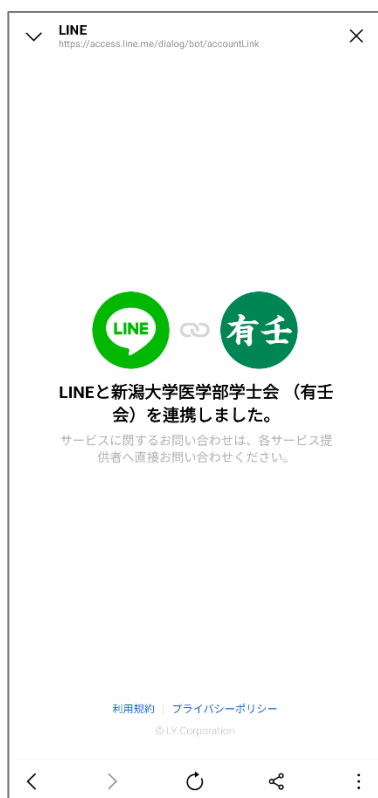 LINE
https://access.line.me/dialog/bot/accountLink
LINE
有壬
LINEと新潟大学医学部学士会 （有壬
会）を連携しました。
サービスに関するお問い合わせは、各サービス提
供者へ直接お問い合わせください。
利用規約
プライバシーポリシー
© LY Corporation